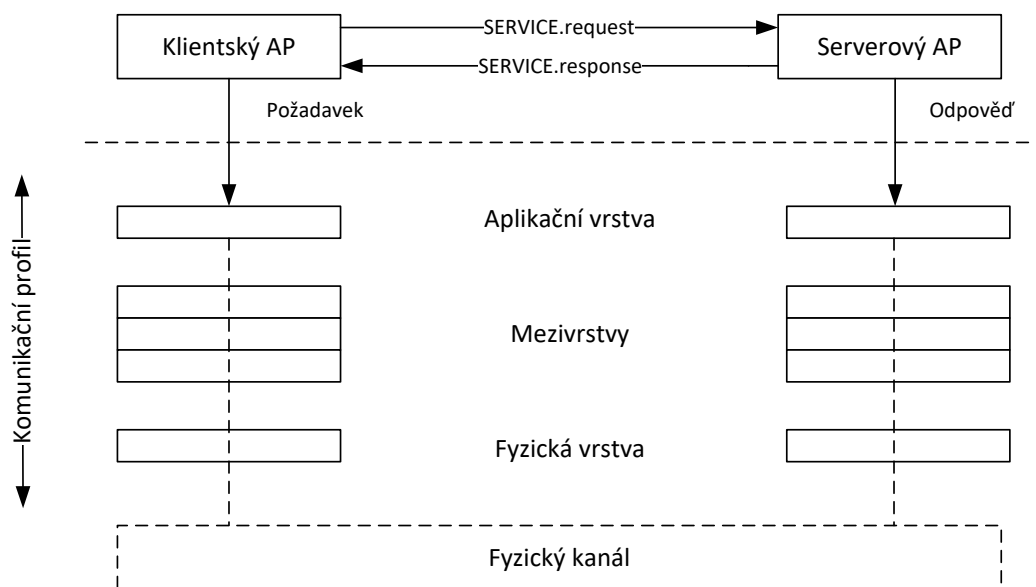 Klientský AP
SERVICE.request
SERVICE.response
Serverový AP
Požadavek
Odpověď
Komunikační profil
Aplikační vrstva
Mezivrstvy
Fyzická vrstva
Fyzický kanál